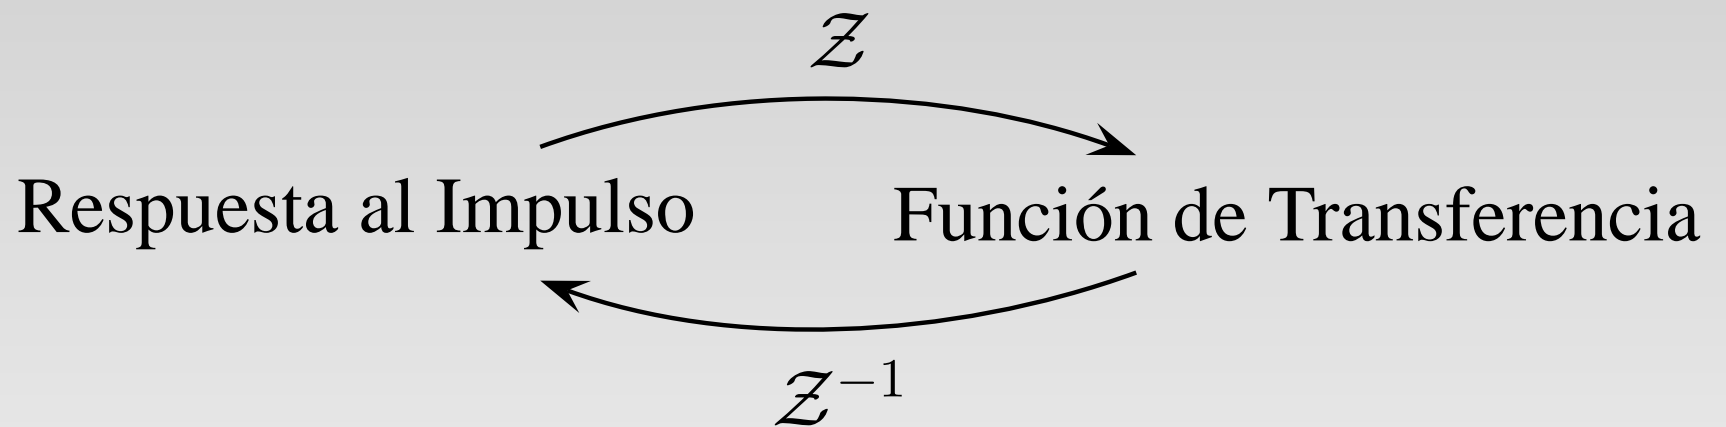 𝒵
Respuesta al Impulso Función de Transferencia
𝒵⁻¹